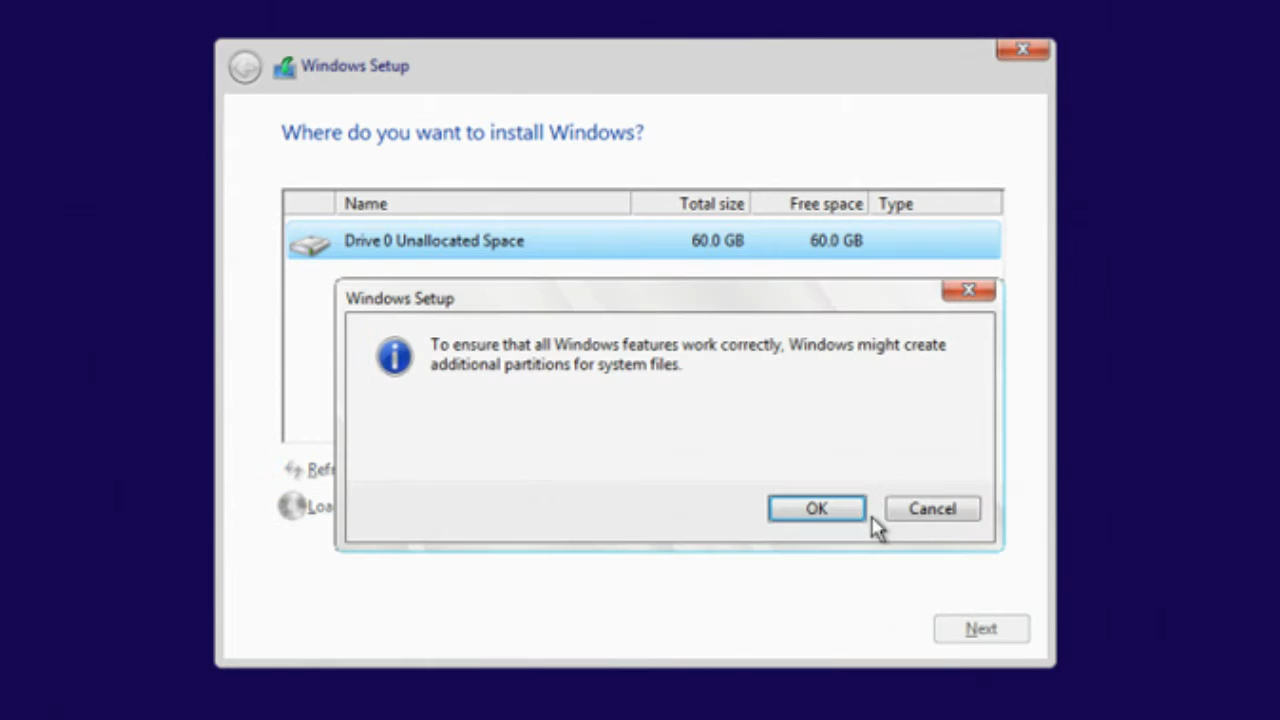 Windows Setup
Where do you want to install Windows?
Name Total size Free space Type
Drive 0 Unallocated Space 60.0 GB 60.0 GB
Windows Setup
To ensure that all Windows features work correctly, Windows might create
additional partitions for system files.
Refr
Loa
OK Cancel
Next